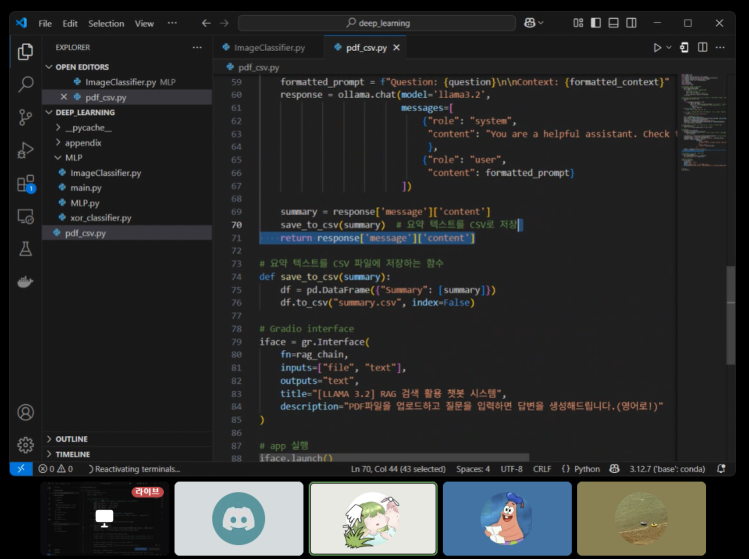 File Edit Selection View ... deep_learning
EXPLORER ...
OPEN EDITORS
ImageClassifier.py MLP
pdf_csv.py
DEEP_LEARNING
__pycache__
appendix
MLP
ImageClassifier.py
main.py
MLP.py
xor_classifier.py
pdf_csv.py
OUTLINE
TIMELINE
ImageClassifier.py pdf_csv.py
pdf_csv.py
59 formatted_prompt = f"Question: {question}\n\nContext: {formatted_context}"
60 response = ollama.chat(model='llama3.2',
61 messages=[
62 {"role": "system",
63 "content": "You are a helpful assistant. Check
64 },
65 {"role": "user",
66 "content": formatted_prompt}
67 ])
68
69 summary = response['message']['content']
70 save_to_csv(summary) # 요약 텍스트를 CSV로 저장
71 return response['message']['content']
72
73 # 요약 텍스트를 CSV 파일에 저장하는 함수
74 def save_to_csv(summary):
75 df = pd.DataFrame({"Summary": [summary]})
76 df.to_csv("summary.csv", index=False)
77
78 # Gradio interface
79 iface = gr.Interface(
80 fn=rag_chain,
81 inputs=["file", "text"],
82 outputs="text",
83 title="[LLAMA 3.2] RAG 검색 활용 챗봇 시스템",
84 description="PDF파일을 업로드하고 질문을 입력하면 답변을 생성해드립니다.(영어로!)"
85 )
86
87 # app 실행
88 iface.launch()
1
0 0 Reactivating terminals... Ln 70, Col 44 (43 selected) Spaces: 4 UTF-8 CRLF {} Python 3.12.7 ('base': conda)
라이브